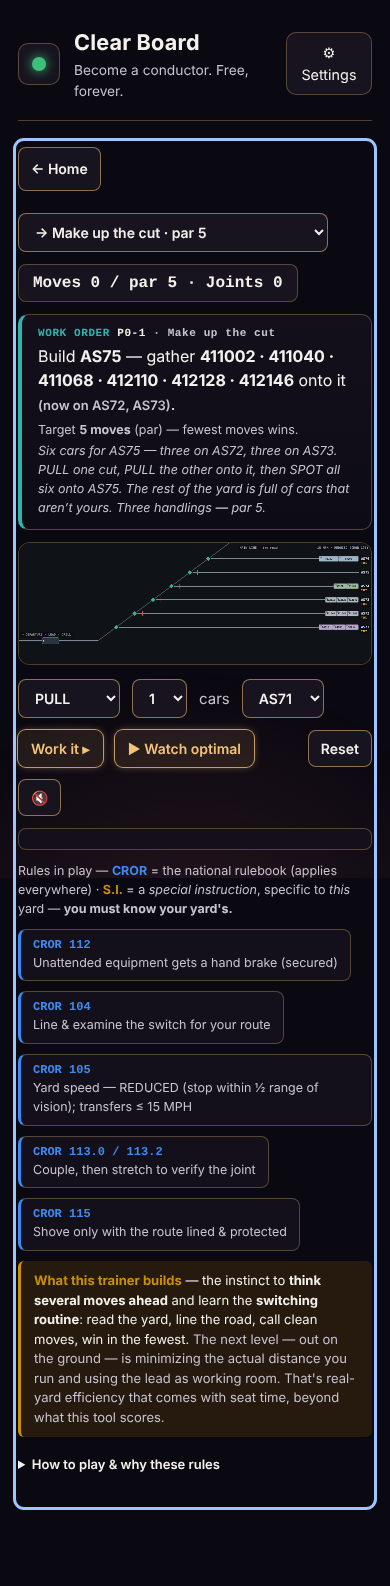 Clear Board
Become a conductor. Free,
forever.
⚙
Settings
← Home
→ Make up the cut · par 5
Moves 0 / par 5 · Joints 0
WORK ORDER P0-1 · Make up the cut
Build AS75 — gather 411002 · 411040 ·
411068 · 412110 · 412128 · 412146 onto it
(now on AS72, AS73).
Target 5 moves (par) — fewest moves wins.
Six cars for AS75 — three on AS72, three on AS73.
PULL one cut, PULL the other onto it, then SPOT all
six onto AS75. The rest of the yard is full of cars that
aren't yours. Three handlings — par 5.
PULL
1
cars
AS71
Work it ▸
▶ Watch optimal
Reset
Rules in play — CROR = the national rulebook (applies
everywhere) · S.I. = a special instruction, specific to this
yard — you must know your yard's.
CROR 112
Unattended equipment gets a hand brake (secured)
CROR 104
Line & examine the switch for your route
CROR 105
Yard speed — REDUCED (stop within ½ range of
vision); transfers ≤ 15 MPH
CROR 113.0 / 113.2
Couple, then stretch to verify the joint
CROR 115
Shove only with the route lined & protected
What this trainer builds — the instinct to think
several moves ahead and learn the switching
routine: read the yard, line the road, call clean
moves, win in the fewest. The next level — out on
the ground — is minimizing the actual distance you
run and using the lead as working room. That's real-
yard efficiency that comes with seat time, beyond
what this tool scores.
▶ How to play & why these rules